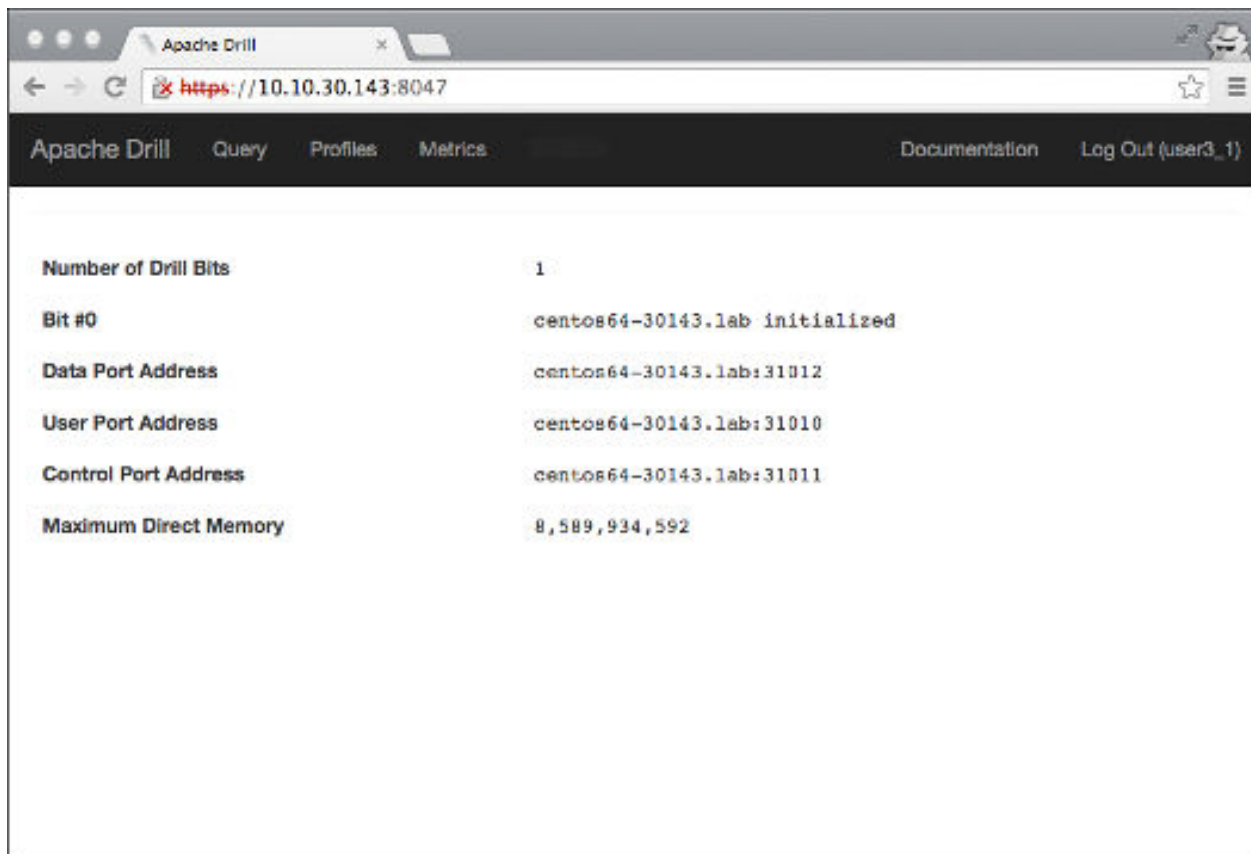 Apache Drill
https://10.10.30.143:8047
Apache Drill Query Profiles Metrics Documentation Log Out (user3_1)
Number of Drill Bits 1
Bit #0 centos64-30143.lab initialized
Data Port Address centos64-30143.lab:31012
User Port Address centos64-30143.lab:31010
Control Port Address centos64-30143.lab:31011
Maximum Direct Memory 8,589,934,592